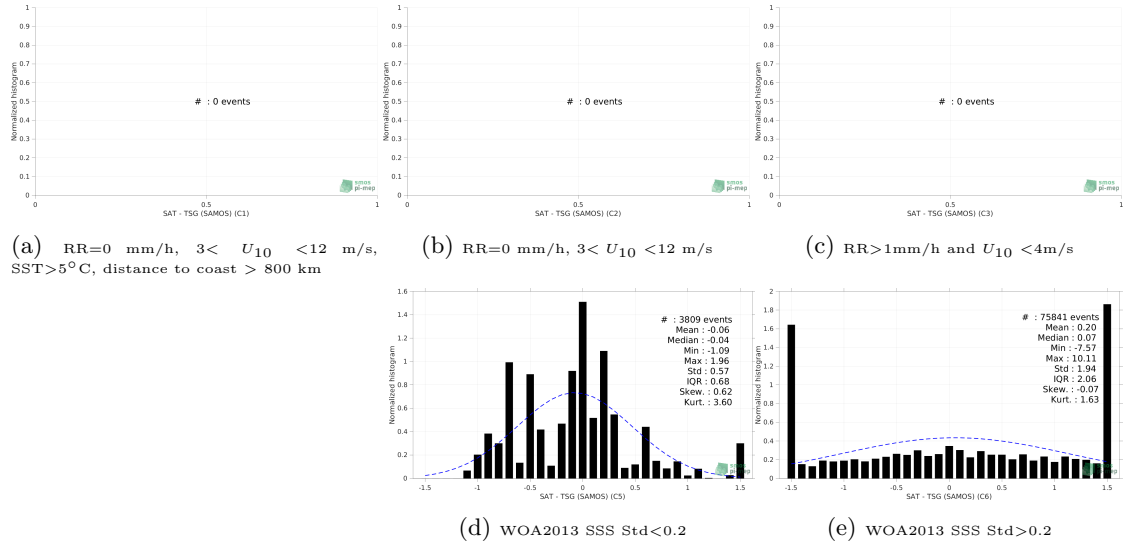 1
0.9
0.8
0.7
0.6
0.5
0.4
0.3
0.2
0.1
0
0 0.5 1
Normalized histogram
# : 0 events
smos
pi-mep
SAT - TSG (SAMOS) (C1)
(a) RR=0 mm/h, 3< U10 <12 m/s,
SST>5°C, distance to coast > 800 km
1
0.9
0.8
0.7
0.6
0.5
0.4
0.3
0.2
0.1
0
0 0.5 1
Normalized histogram
# : 0 events
smos
pi-mep
SAT - TSG (SAMOS) (C2)
(b) RR=0 mm/h, 3< U10 <12 m/s
1
0.9
0.8
0.7
0.6
0.5
0.4
0.3
0.2
0.1
0
0 0.5 1
Normalized histogram
# : 0 events
smos
pi-mep
SAT - TSG (SAMOS) (C3)
(c) RR>1mm/h and U10 <4m/s
1.6
1.4
1.2
1
0.8
0.6
0.4
0.2
0
-1.5 -1 -0.5 0 0.5 1 1.5
Normalized histogram
# : 3809 events
Mean : -0.06
Median : -0.04
Min : -1.09
Max : 1.96
Std : 0.57
IQR : 0.68
Skew. : 0.62
Kurt. : 3.60
smos
pi-mep
SAT - TSG (SAMOS) (C5)
(d) WOA2013 SSS Std<0.2
2
1.8
1.6
1.4
1.2
1
0.8
0.6
0.4
0.2
0
-1.5 -1 -0.5 0 0.5 1 1.5
Normalized histogram
# : 75841 events
Mean : 0.20
Median : 0.07
Min : -7.57
Max : 10.11
Std : 1.94
IQR : 2.06
Skew. : -0.07
Kurt. : 1.63
SAT - TSG (SAMOS) (C6)
(e) WOA2013 SSS Std>0.2